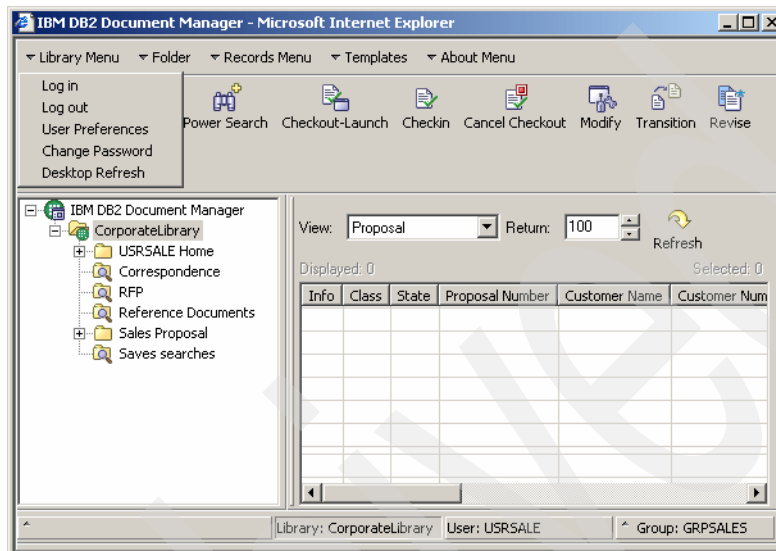 IBM DB2 Document Manager - Microsoft Internet Explorer
Library Menu Folder Records Menu Templates About Menu
Log in
Log out
User Preferences
Change Password
Desktop Refresh
Power Search Checkout-Launch Checkin Cancel Checkout Modify Transition Revise
IBM DB2 Document Manager
CorporateLibrary
USRSALE Home
Correspondence
RFP
Reference Documents
Sales Proposal
Saves searches
View: Proposal Return: 100 Refresh
Displayed: 0 Selected: 0
Info Class State Proposal Number Customer Name Customer Num
Library: CorporateLibrary User: USRSALE Group: GRPSALES